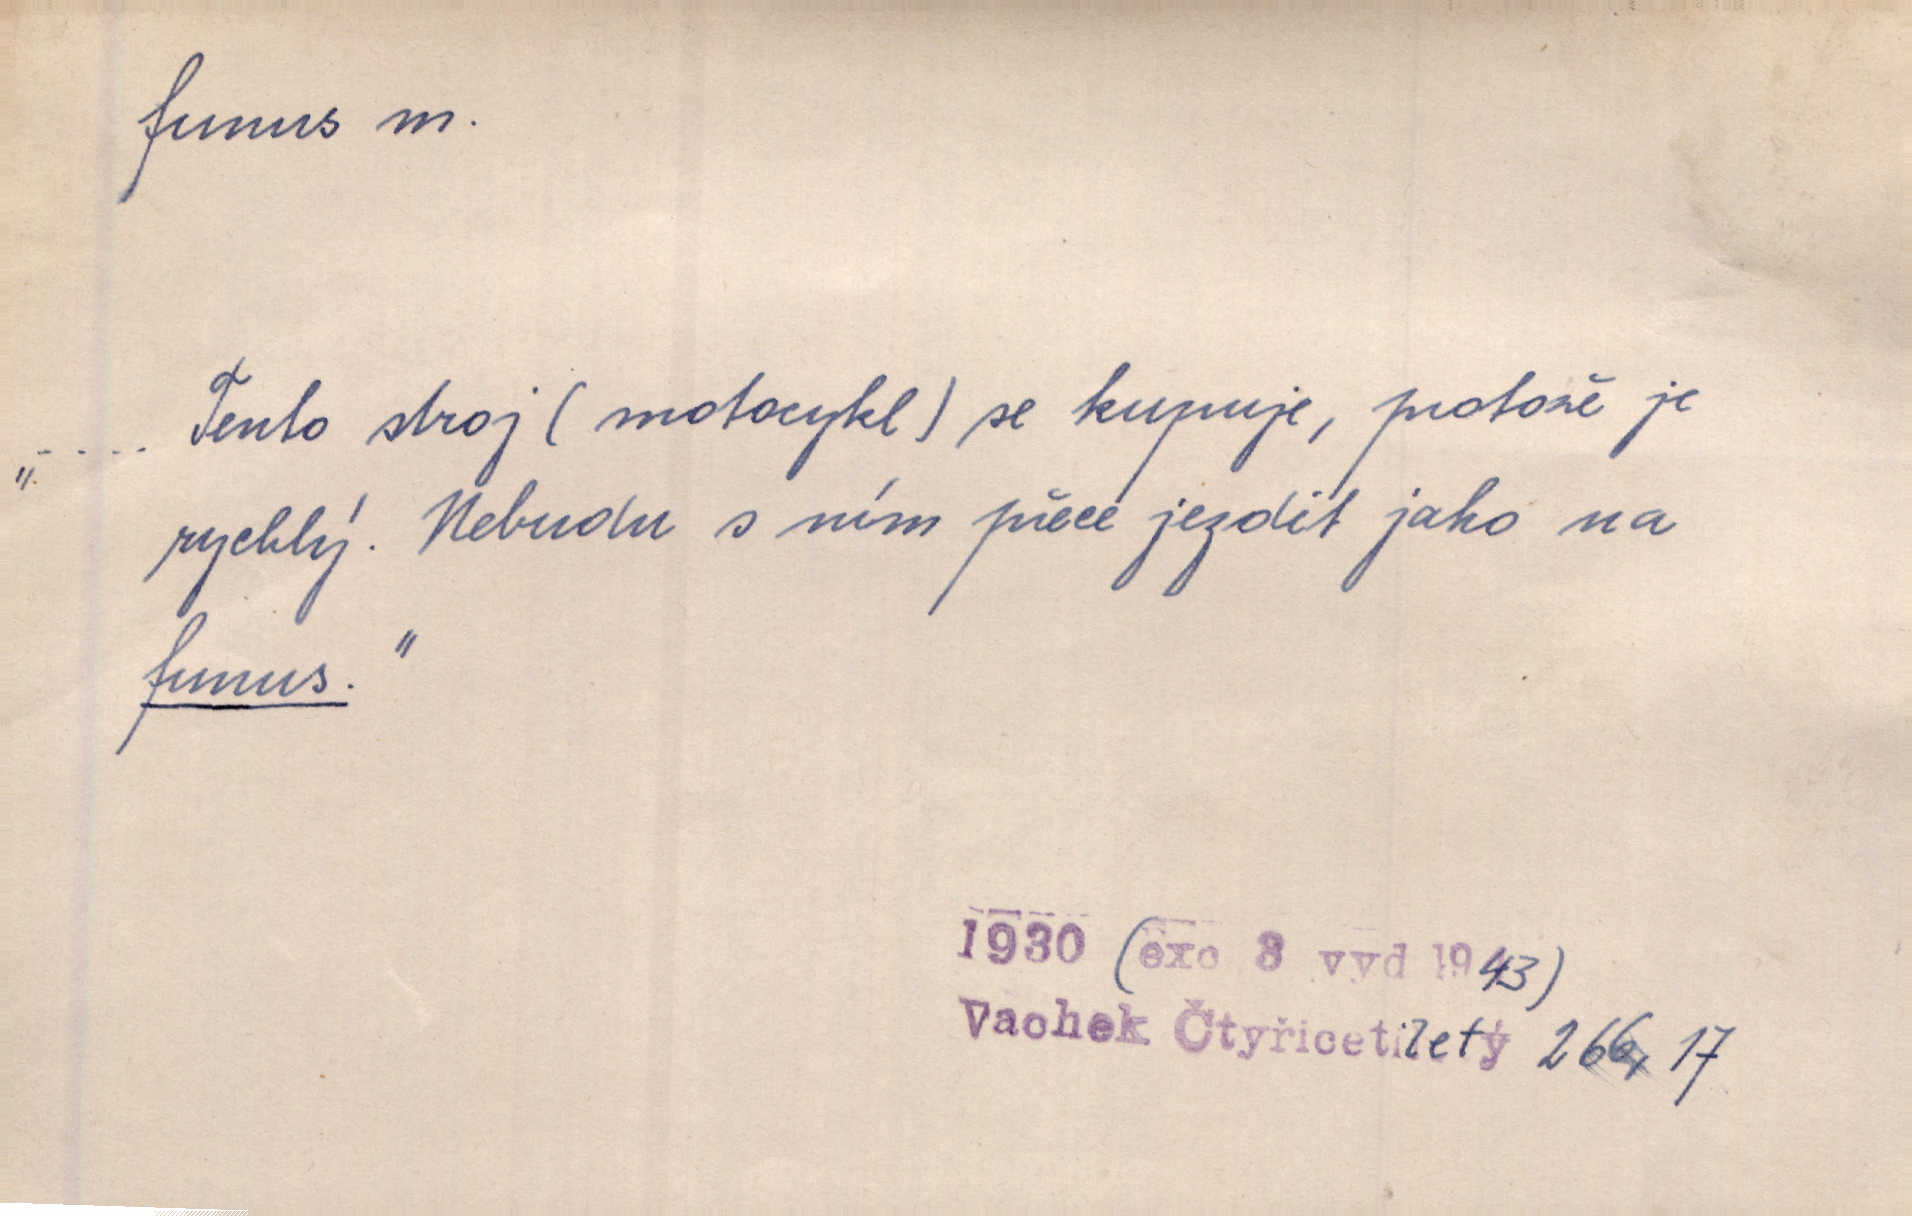 funus m.
„..... Tento stroj (motocykl) se kupuje, protože je
rychlý. Nebudu s ním přece jezdit jako na
funus."
1930 (exc 3 vyd 1943)
Vachek Čtyřicetiletý 266, 17